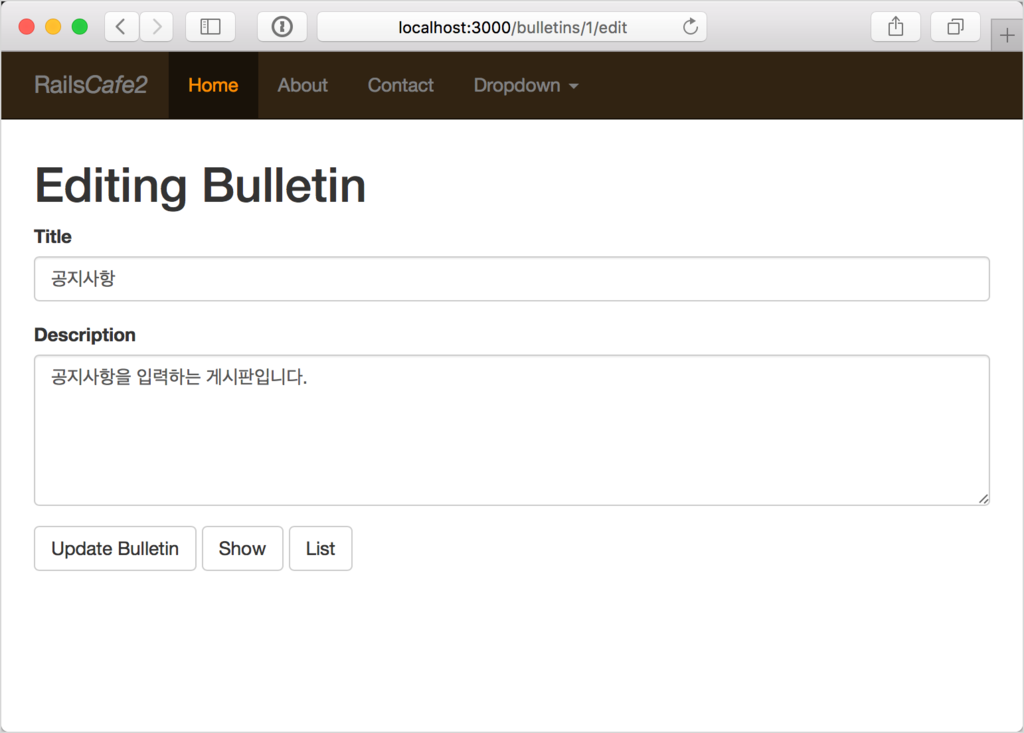 localhost:3000/bulletins/1/edit
RailsCafe2 Home About Contact Dropdown
Editing Bulletin
Title
공지사항
Description
공지사항을 입력하는 게시판입니다.
Update Bulletin Show List